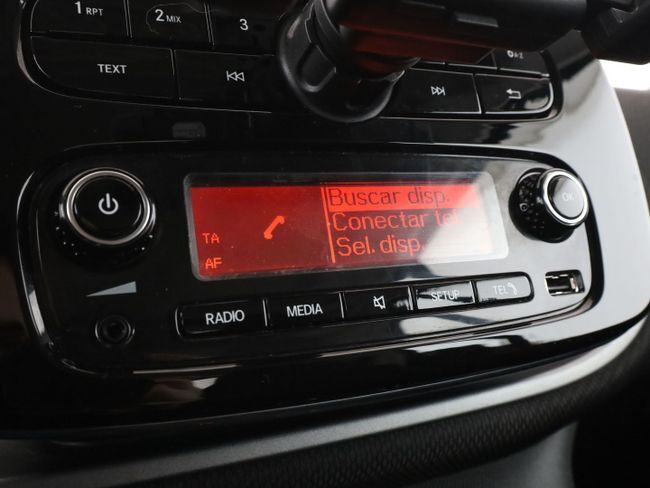 1 RPT
2 MIX
3
6 A-Z
TEXT
Buscar disp.
Conectar tel
Sel. disp.
TA
AF
OK
RADIO
MEDIA
SETUP
TEL